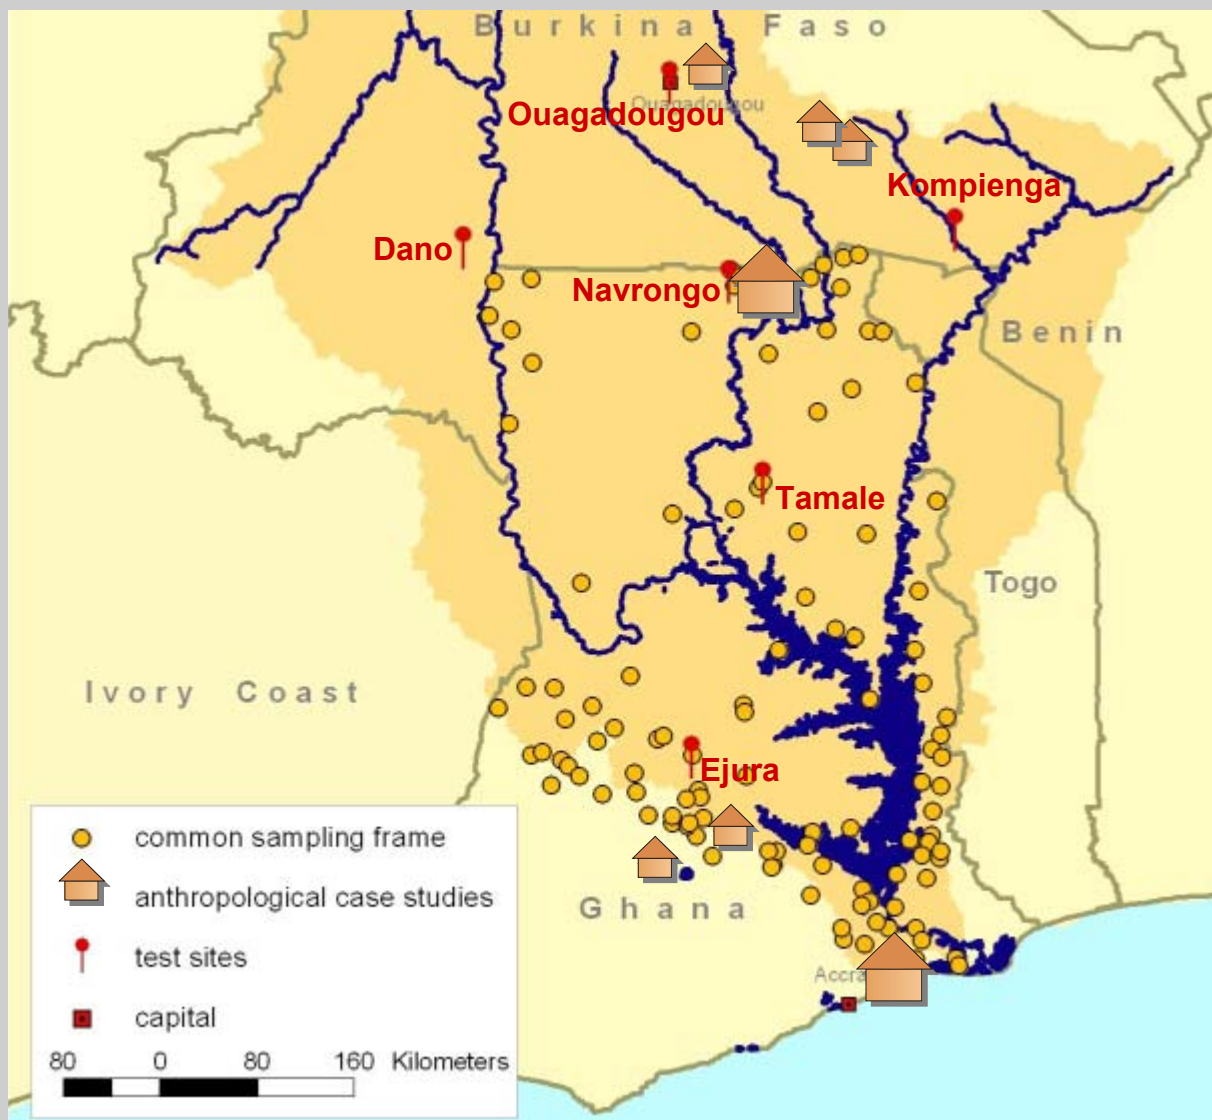 Burkina Faso
Ouagadougou
Ouagadougou
Kompienga
Dano
Navrongo
Benin
Tamale
Togo
Ivory Coast
Ejura
Ghana
Accra
common sampling frame
anthropological case studies
test sites
capital
80 0 80 160 Kilometers